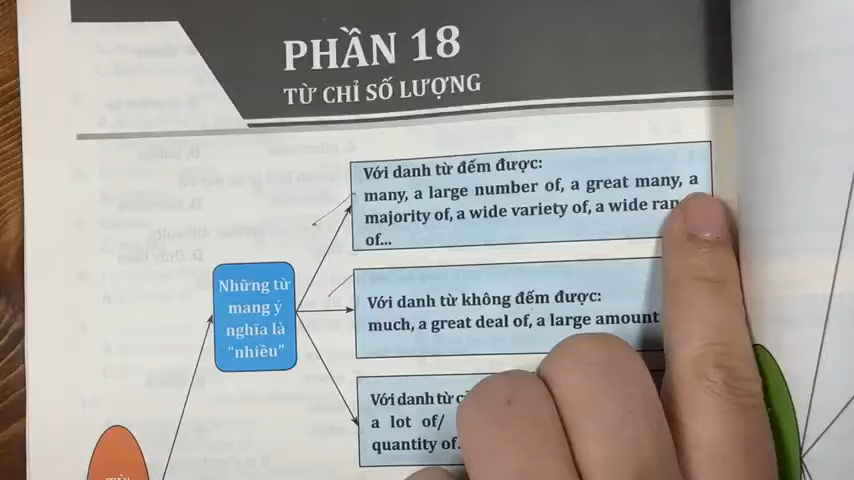 PHẦN 18
TỪ CHỈ SỐ LƯỢNG
Với danh từ đếm được:
many, a large number of, a great many, a
majority of, a wide variety of, a wide
of...
Những từ
mang ý
nghĩa là
"nhiều"
Với danh từ không đếm được:
much, a great deal of, a large amount
Với danh từ
a lot of/
quantity of